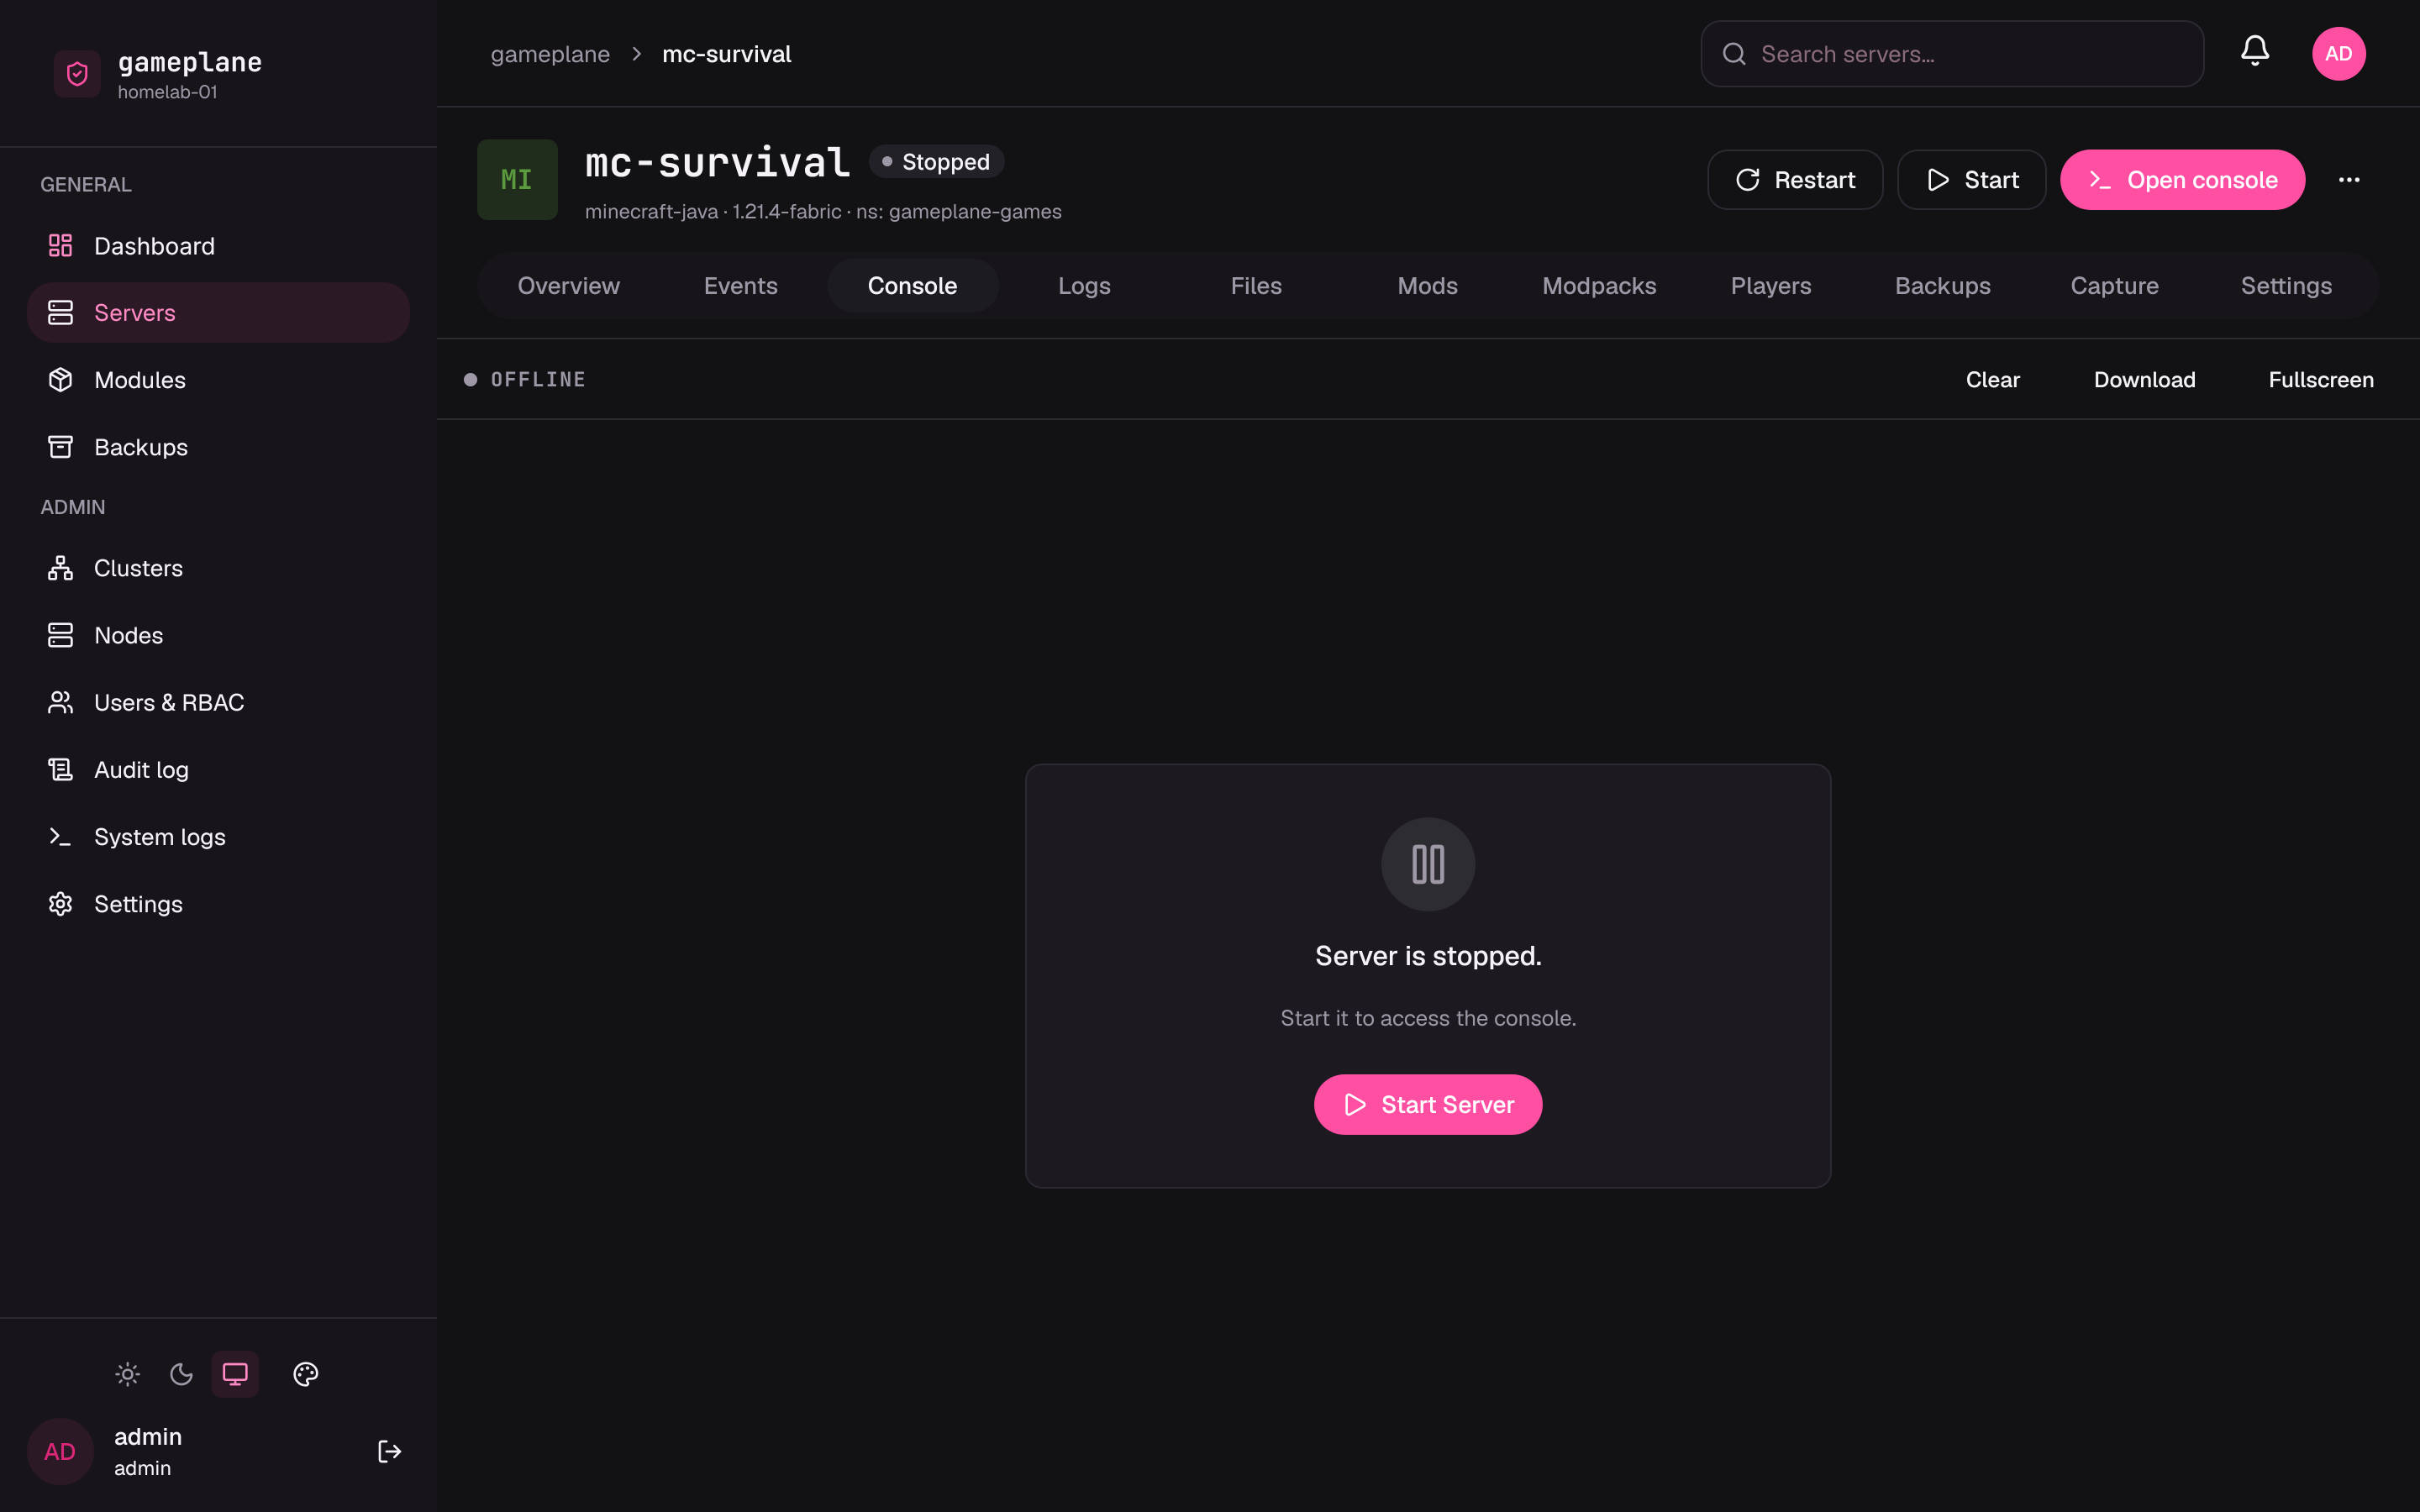 gameplane
homelab-01
GENERAL
Dashboard
Servers
Modules
Backups
ADMIN
Clusters
Nodes
Users & RBAC
Audit log
System logs
Settings
AD
admin
admin
gameplane > mc-survival
Search servers...
AD
MI
mc-survival
Stopped
minecraft-java · 1.21.4-fabric · ns: gameplane-games
Restart
Start
Open console
Overview
Events
Console
Logs
Files
Mods
Modpacks
Players
Backups
Capture
Settings
OFFLINE
Clear
Download
Fullscreen
Server is stopped.
Start it to access the console.
Start Server